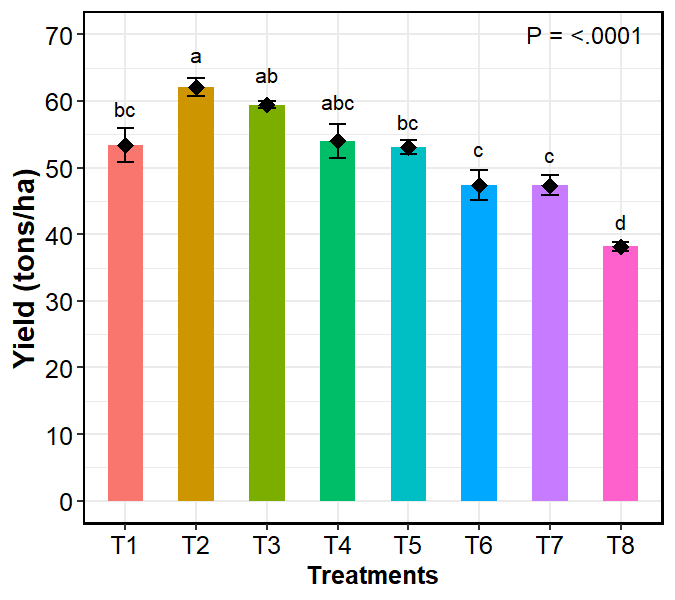 P = <.0001
a
ab
bc
abc
bc
c
c
d
70
60
50
40
30
20
10
0
Yield (tons/ha)
T1 T2 T3 T4 T5 T6 T7 T8
Treatments